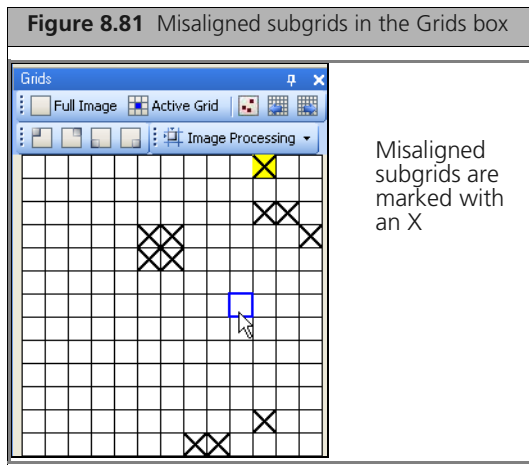 Figure 8.81 Misaligned subgrids in the Grids box
Grids
Full Image Active Grid
Image Processing
Misaligned
subgrids are
marked with
an X